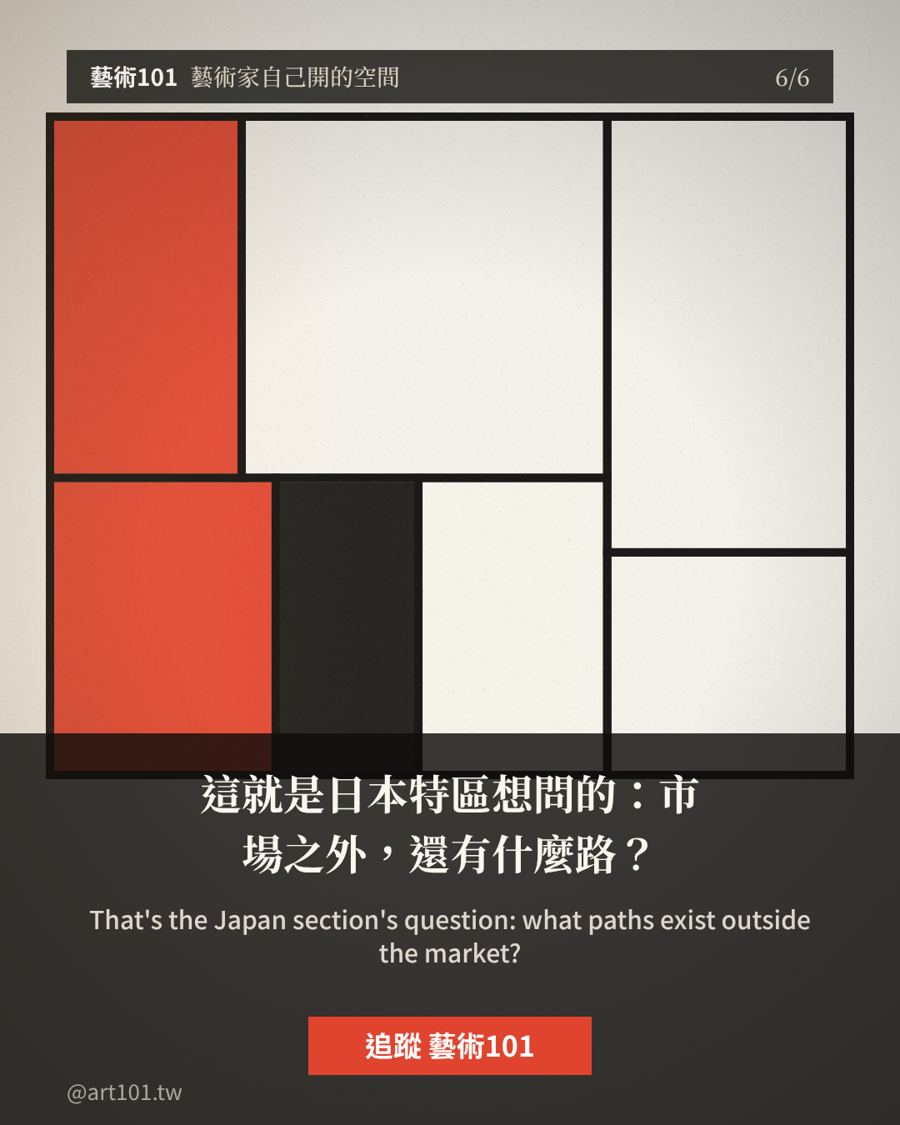 藝術101 藝術家自己開的空間 6/6
這就是日本特區想問的：市
場之外，還有什麼路？
That's the Japan section's question: what paths exist outside
the market?
追蹤 藝術101
@art101.tw